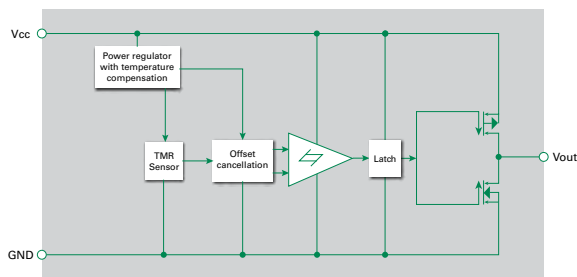 Vcc
Power regulator
with temperature
compensation
TMR
Sensor
Offset
cancellation
Latch
Vout
GND